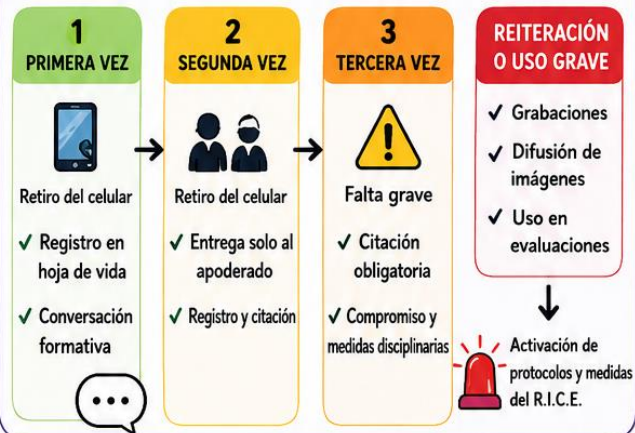 1
PRIMERA VEZ
Retiro del celular
✓ Registro en
hoja de vida
✓ Conversación
formativa
2
SEGUNDA VEZ
Retiro del celular
✓ Entrega solo al
apoderado
✓ Registro y citación
3
TERCERA VEZ
Falta grave
✓ Citación
obligatoria
✓ Compromiso y
medidas disciplinarias
REITERACIÓN
O USO GRAVE
✓ Grabaciones
✓ Difusión de
imágenes
✓ Uso en
evaluaciones
Activación de
protocolos y medidas
del R.I.C.E.